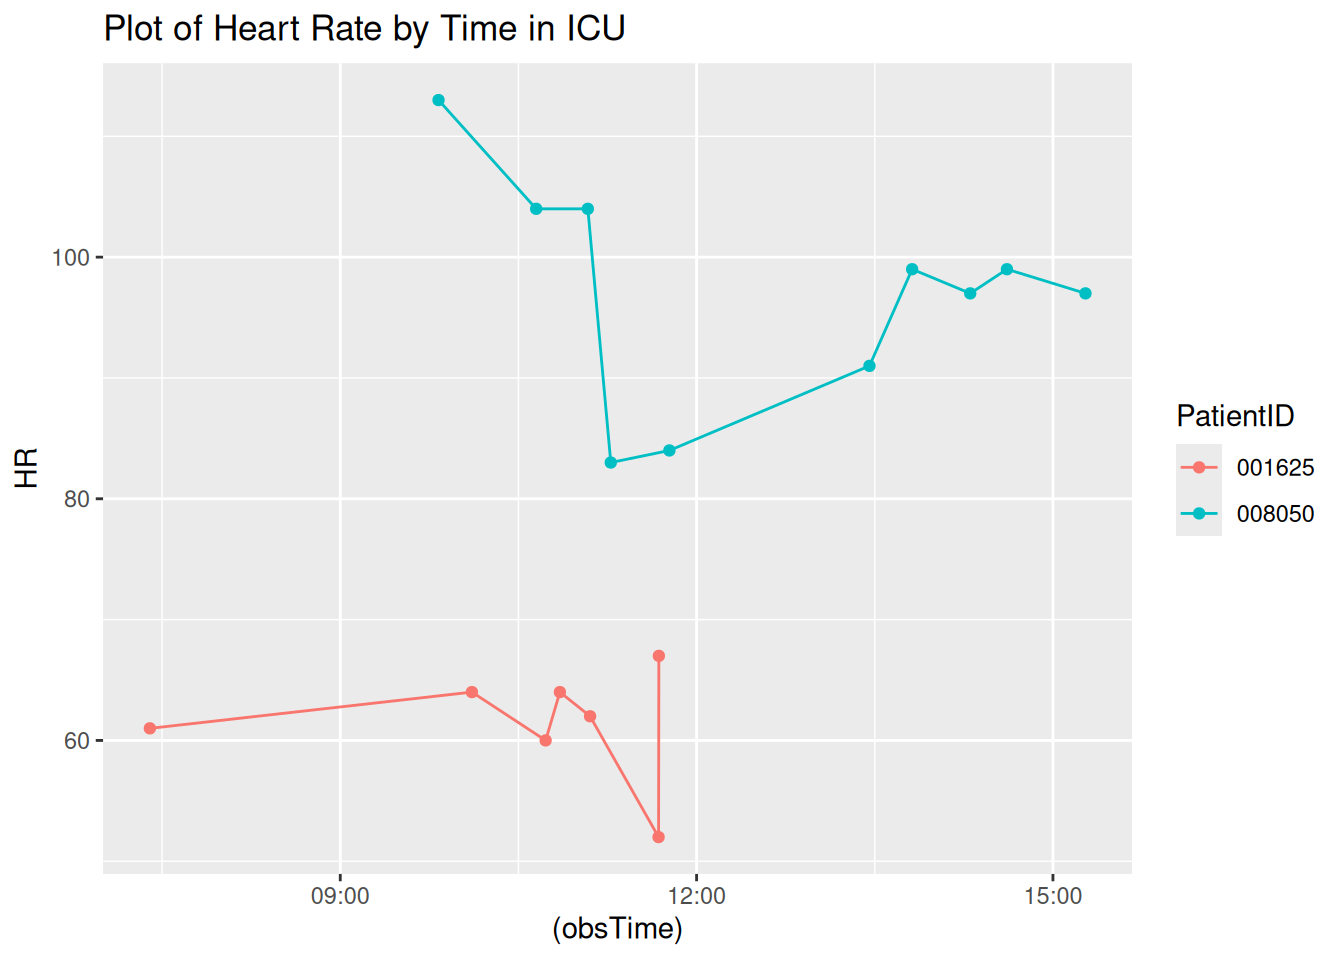 Plot of Heart Rate by Time in ICU
100
80
60
HR
09:00
12:00
15:00
(obsTime)
PatientID
001625
008050